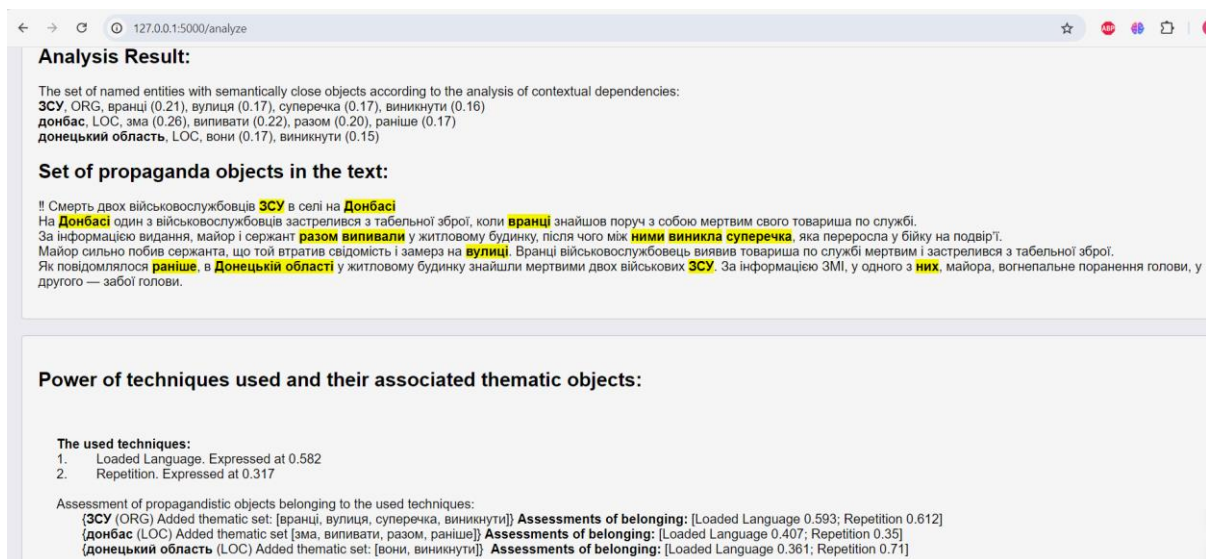 127.0.0.1:5000/analyze
ABP
Analysis Result:
The set of named entities with semantically close objects according to the analysis of contextual dependencies:
ЗСУ, ORG, вранці (0.21), вулиця (0.17), суперечка (0.17), виникнути (0.16)
донбас, LOC, зма (0.26), випивати (0.22), разом (0.20), раніше (0.17)
донецький область, LOC, вони (0.17), виникнути (0.15)
Set of propaganda objects in the text:
‼ Смерть двох військовослужбовців ЗСУ в селі на Донбасі
На Донбасі один з військовослужбовців застрелився з табельної зброї, коли вранці знайшов поруч з собою мертвим свого товариша по службі.
За інформацією видання, майор і сержант разом випивали у житловому будинку, після чого між ними виникла суперечка, яка переросла у бійку на подвір'ї.
Майор сильно побив сержанта, що той втратив свідомість і замерз на вулиці. Вранці військовослужбовець виявив товариша по службі мертвим і застрелився з табельної зброї.
Як повідомлялося раніше, в Донецькій області у житловому будинку знайшли мертвими двох військових ЗСУ. За інформацією ЗМІ, у одного з них, майора, вогнепальне поранення голови, у
другого — забої голови.
Power of techniques used and their associated thematic objects:
The used techniques:
1. Loaded Language. Expressed at 0.582
2. Repetition. Expressed at 0.317
Assessment of propagandistic objects belonging to the used techniques:
{ЗСУ (ORG) Added thematic set: [вранці, вулиця, суперечка, виникнути]} Assessments of belonging: [Loaded Language 0.593; Repetition 0.612]
{донбас (LOC) Added thematic set [зма, випивати, разом, раніше]} Assessments of belonging: [Loaded Language 0.407; Repetition 0.35]
{донецький область (LOC) Added thematic set: [вони, виникнути]} Assessments of belonging: [Loaded Language 0.361; Repetition 0.71]